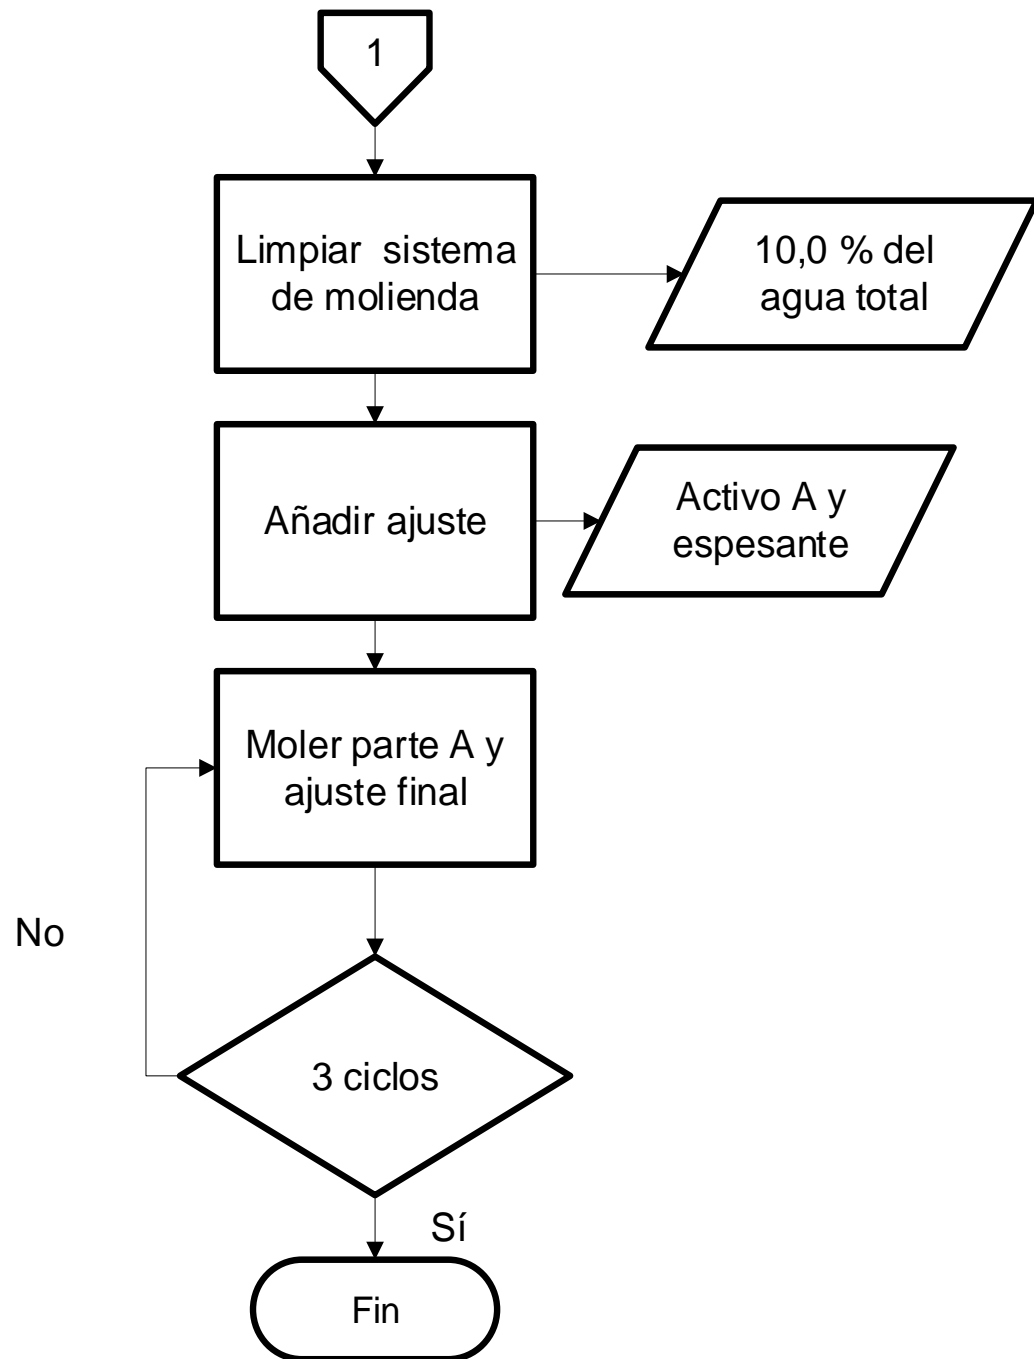 1
Limpiar  sistema
de molienda
10,0 % del
agua total
Añadir ajuste
Activo A y
espesante
Moler parte A y
ajuste final
No
3 ciclos
Sí
Fin